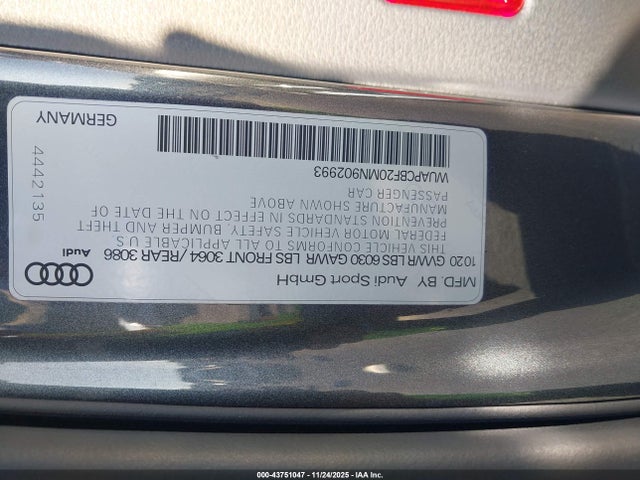 MFD. BY Audi Sport GmbH
1020 GVWR LBS 6030 GAWR LBS FRONT 3064 / REAR 3086
THIS VEHICLE CONFORMS TO ALL APPLICABLE U S
FEDERAL MOTOR VEHICLE SAFETY, BUMPER AND THEFT
PREVENTION STANDARDS IN EFFECT ON THE DATE OF
MANUFACTURE SHOWN ABOVE
PASSENGER CAR
WUAPCBF20MN902993
Audi
4442135
GERMANY
000-43751047 - 11/24/2025 - IAA Inc.